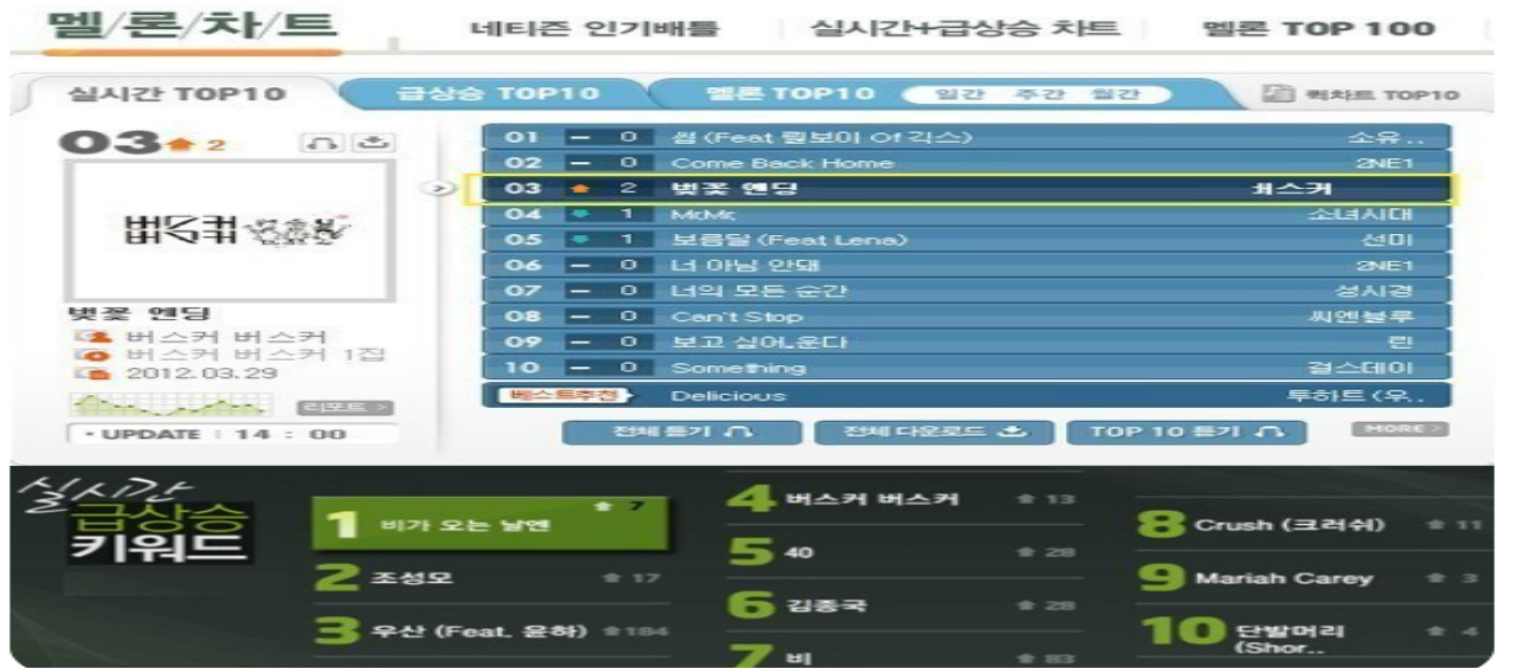 멜/론/차/트
네티즌 인기배틀 실시간+급상승 차트 멜론 TOP 100
실시간 TOP10 급상승 TOP10 멜론 TOP10 일간 주간 월간 뮤직차트 TOP10
03 2
버스커
벚꽃 엔딩
버스커 버스커
버스커 버스커 1집
2012.03.29
리포트 >
• UPDATE : 14 : 00
01 – 0 썸 (Feat 릴보이 Of 긱스) 소유..
02 – 0 Come Back Home 2NE1
03 2 벚꽃 엔딩 버스커
04 1 Mr.Mr. 소녀시대
05 1 보름달 (Feat Lena) 선미
06 – 0 너 아님 안돼 2NE1
07 – 0 너의 모든 순간 성시경
08 – 0 Can't Stop 씨엔블루
09 – 0 보고 싶어..운다 린
10 – 0 Something 걸스데이
베스트추천 Delicious 투하트 (우..
전체 듣기 전체 다운로드 TOP 10 듣기 MORE >
실시간
급상승
키워드
1 비가 오는 날엔 7
2 조성모 17
3 우산 (Feat. 윤하) 184
4 버스커 버스커 13
5 40 28
6 김종국 28
7 비 83
8 Crush (크러쉬) 11
9 Mariah Carey 3
10 단발머리 4
(Shor..